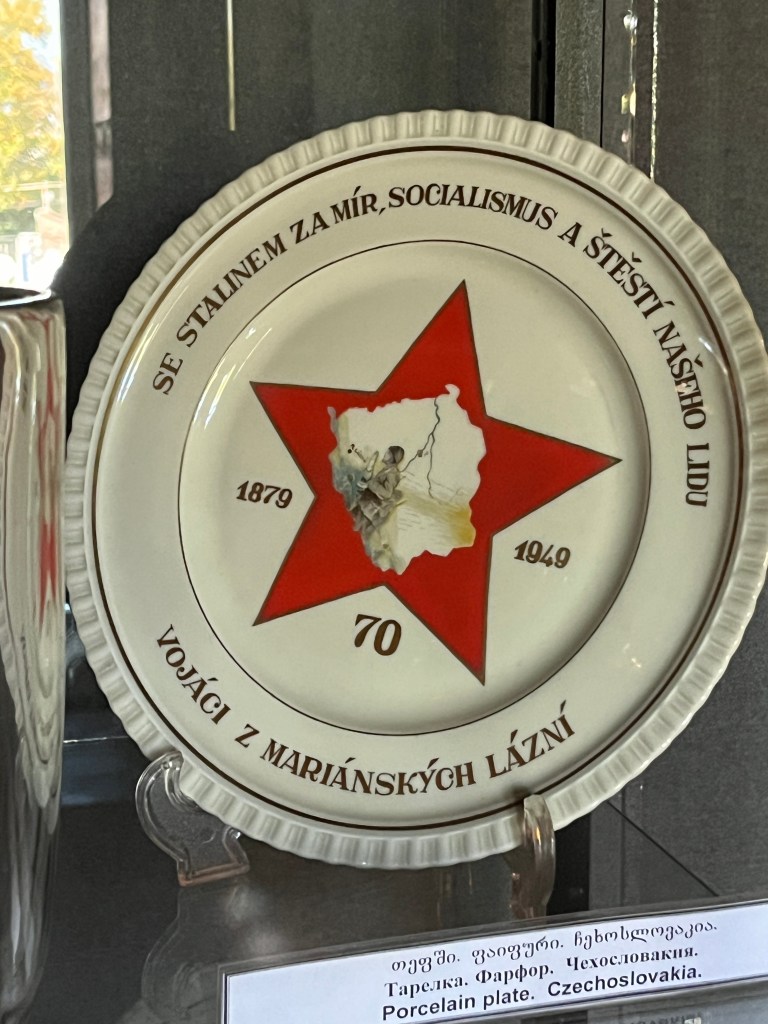 SE STALINEM ZA MÍR, SOCIALISMUS A ŠTĚSTÍ NAŠEHO LIDU
1879
1949
70
VOJÁCI Z MARIÁNSKÝCH LÁZNÍ
თეფში. ფაიფური. ჩეხოსლოვაკია.
Тарелка. Фарфор. Чехословакия.
Porcelain plate. Czechoslovakia.